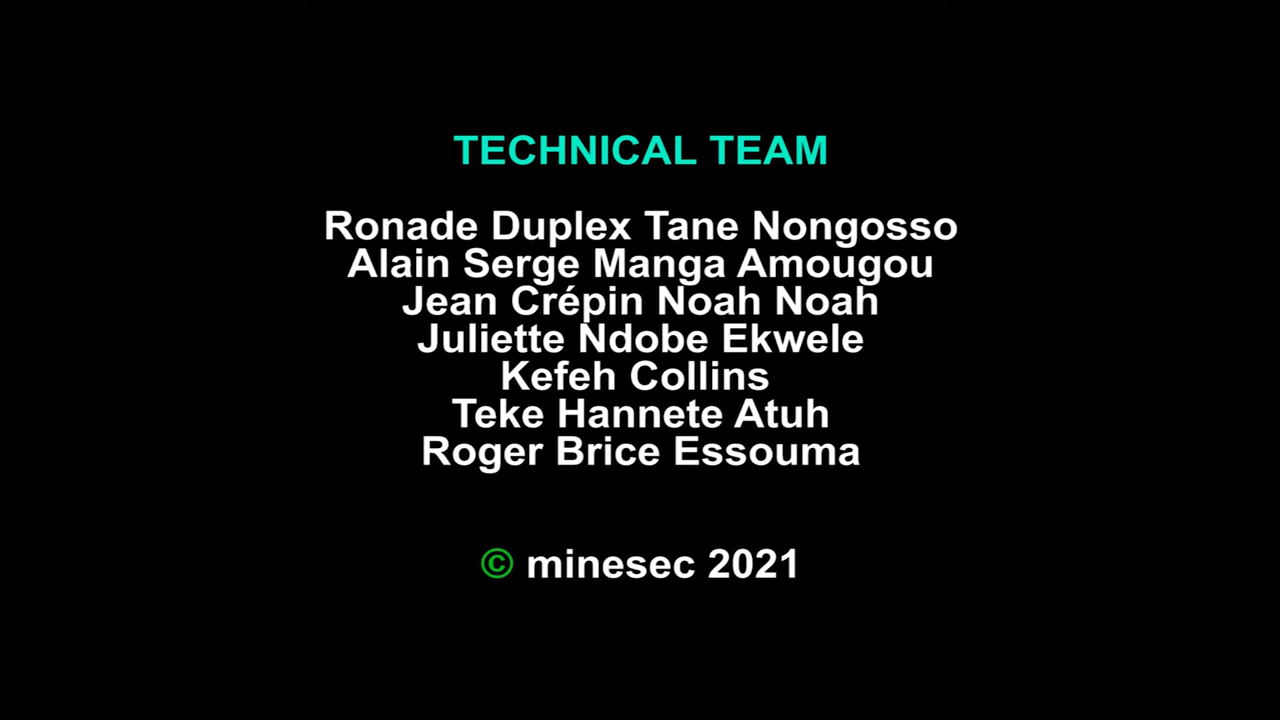 TECHNICAL TEAM
Ronade Duplex Tane Nongosso
Alain Serge Manga Amougou
Jean Crépin Noah Noah
Juliette Ndobe Ekwele
Kefeh Collins
Teke Hannete Atuh
Roger Brice Essouma
© minesec 2021